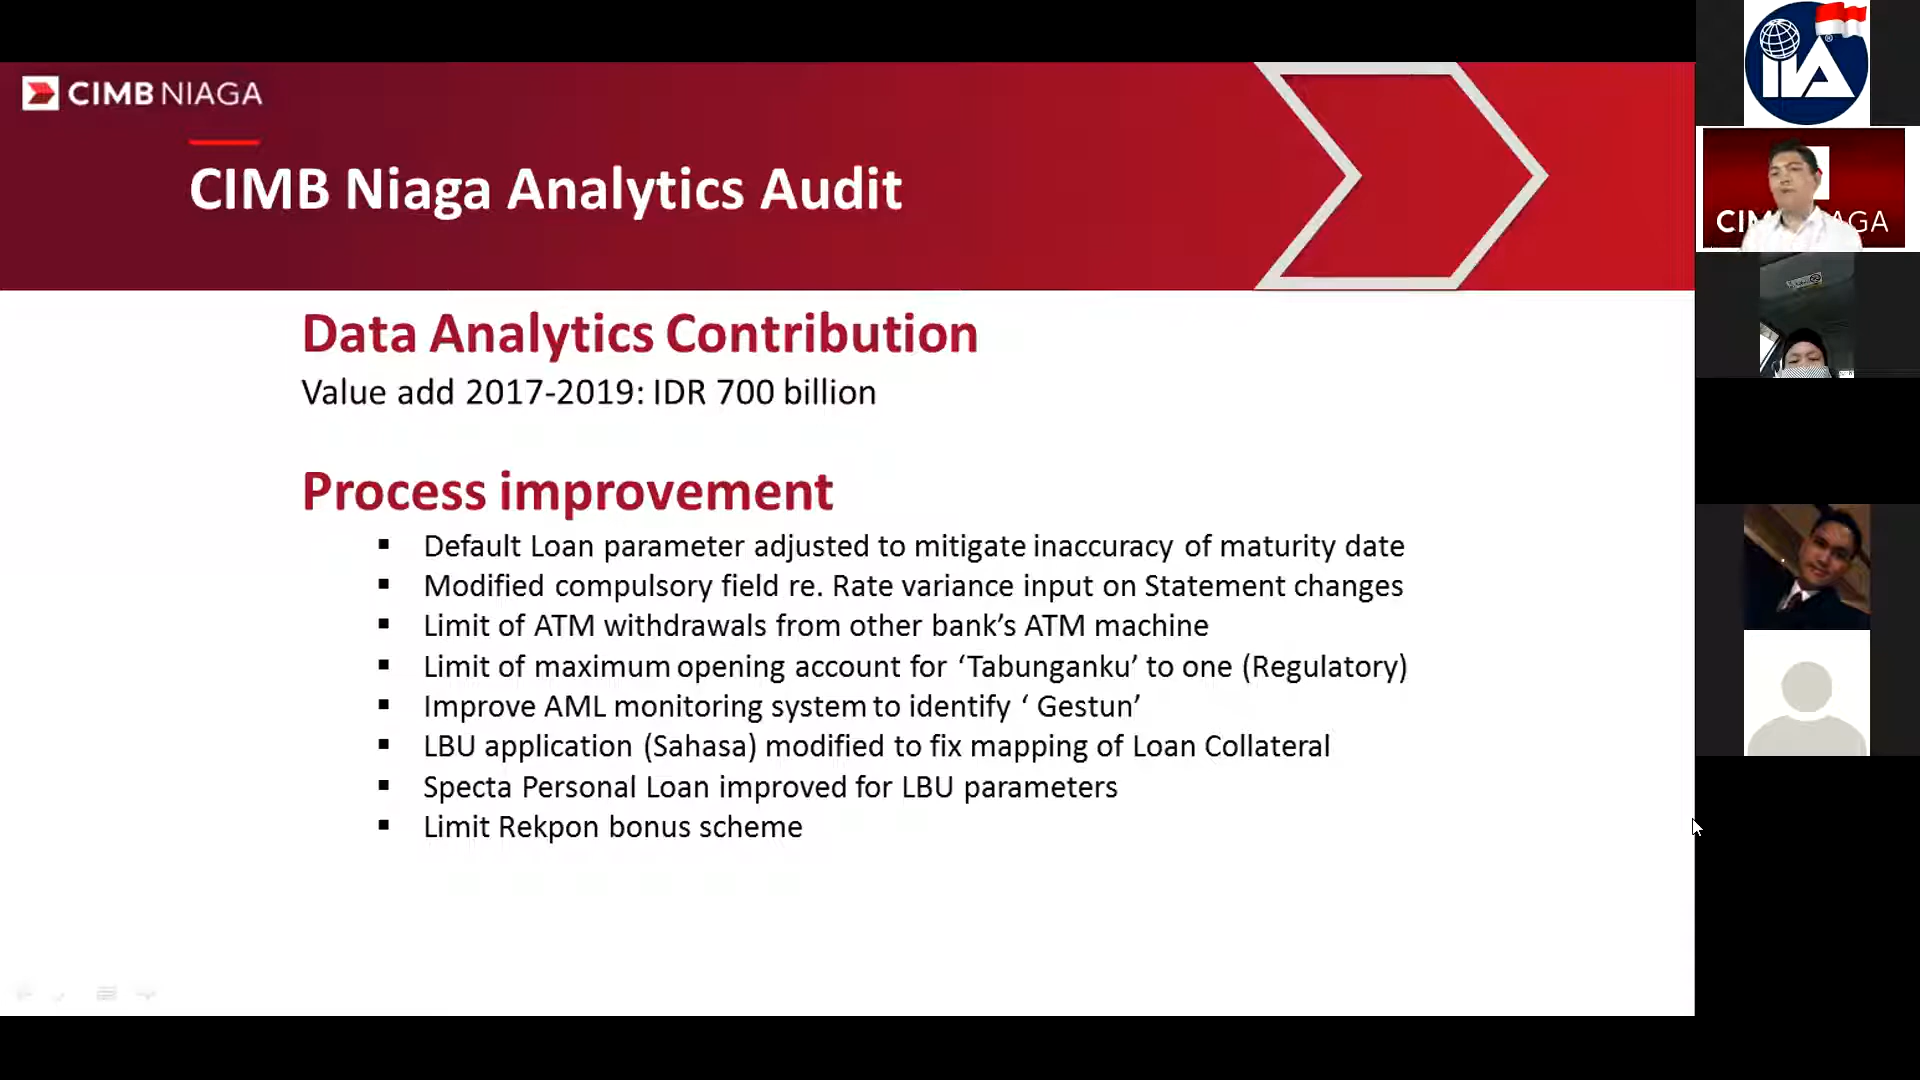 CIMB NIAGA
CIMB Niaga Analytics Audit
Data Analytics Contribution
Value add 2017-2019: IDR 700 billion
Process improvement
▪ Default Loan parameter adjusted to mitigate inaccuracy of maturity date
▪ Modified compulsory field re. Rate variance input on Statement changes
▪ Limit of ATM withdrawals from other bank’s ATM machine
▪ Limit of maximum opening account for ‘Tabunganku’ to one (Regulatory)
▪ Improve AML monitoring system to identify ‘ Gestun’
▪ LBU application (Sahasa) modified to fix mapping of Loan Collateral
▪ Specta Personal Loan improved for LBU parameters
▪ Limit Rekpon bonus scheme
IIA
CIM AGA